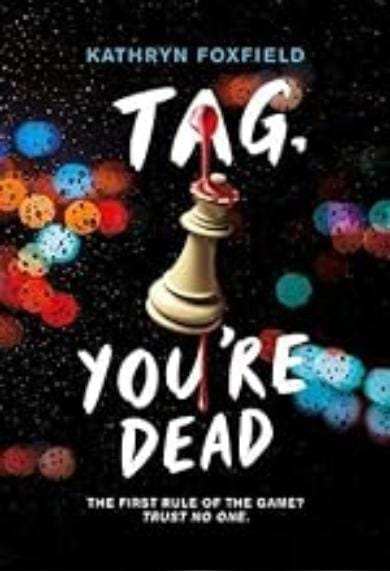 KATHRYN FOXFIELD
TAG,
YOU'RE
DEAD
THE FIRST RULE OF THE GAME?
TRUST NO ONE.